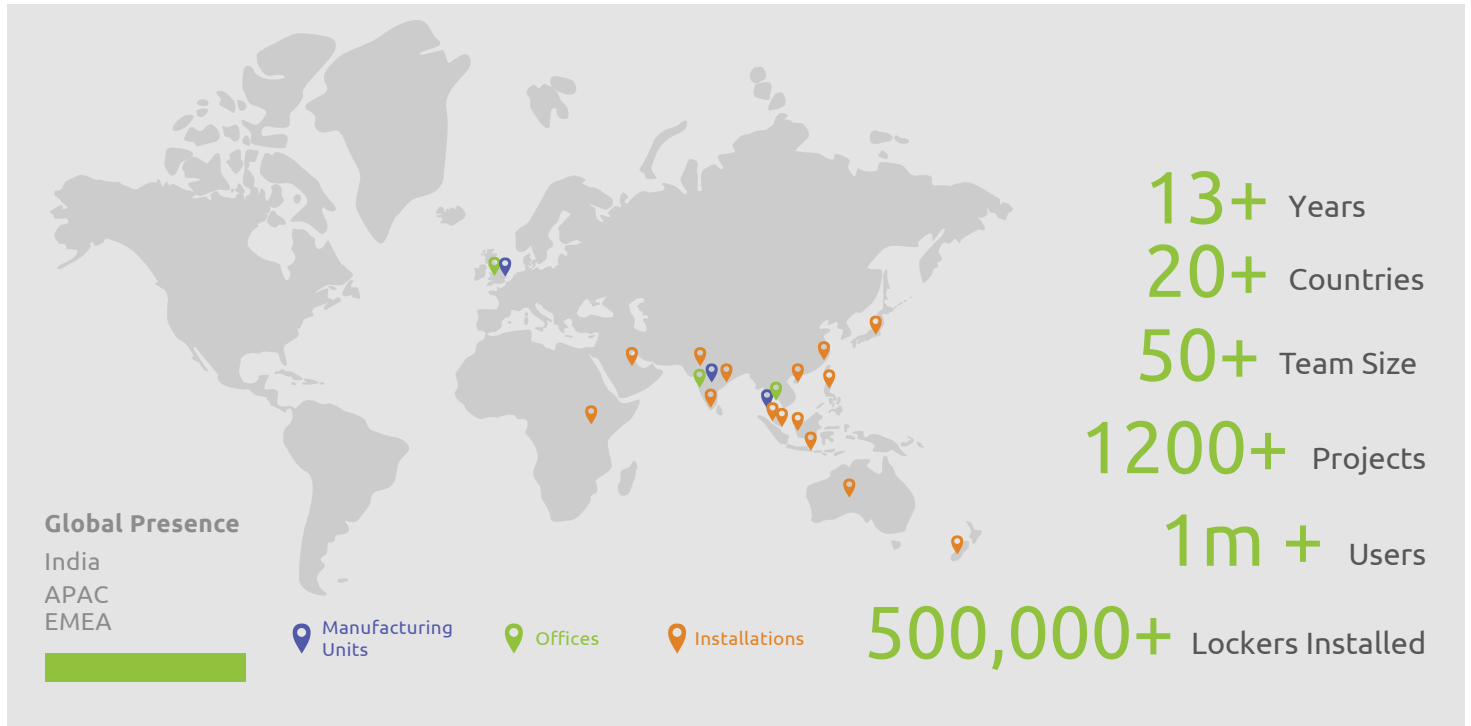 13+ Years
20+ Countries
50+ Team Size
1200+ Projects
1m + Users
500,000+ Lockers Installed
Global Presence
India
APAC
EMEA
Manufacturing
Units
Offices
Installations